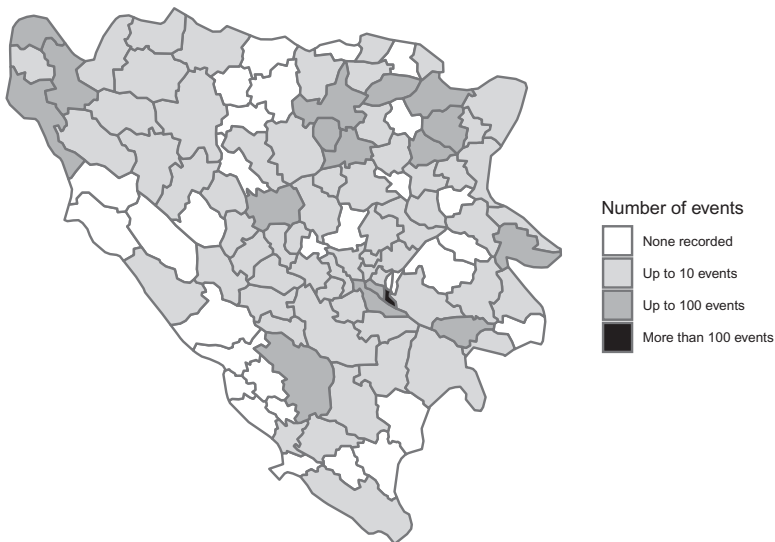 Number of events
None recorded
Up to 10 events
Up to 100 events
More than 100 events